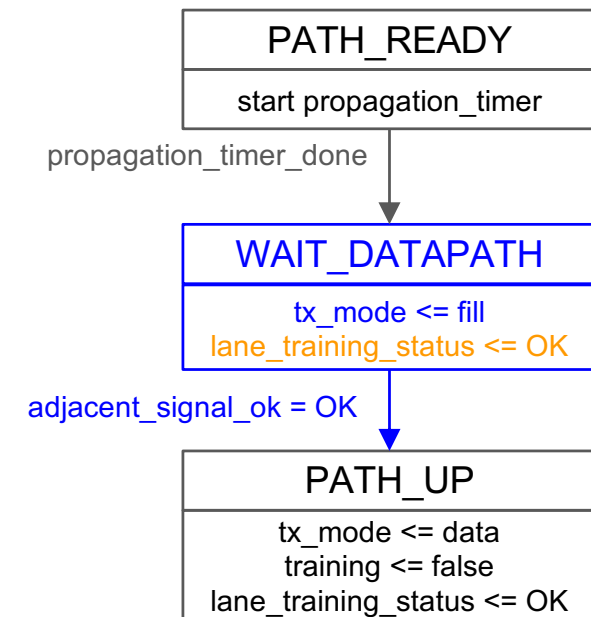 PATH_READY
start propagation_timer
propagation_timer_done
WAIT_DATAPATH
tx_mode <= fill
lane_training_status <= OK
adjacent_signal_ok = OK
PATH_UP
tx_mode <= data
training <= false
lane_training_status <= OK